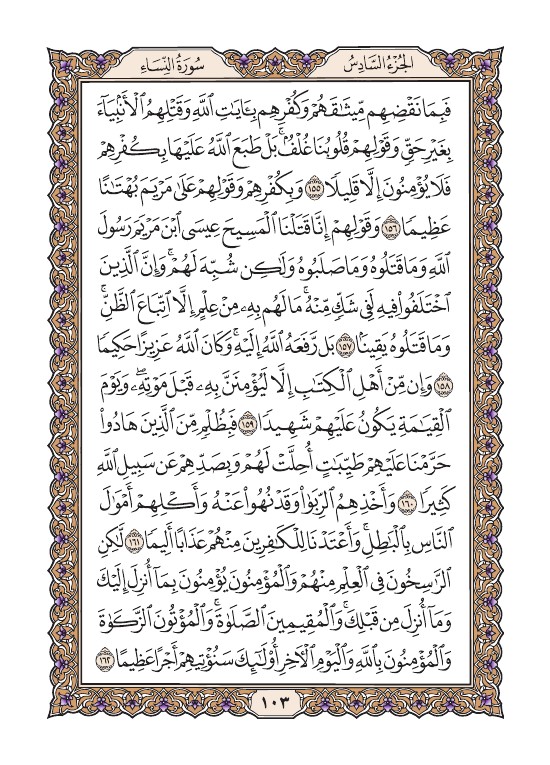 الجُزْءُ السَّادِسُ
سُورَةُ النِّسَاءِ
فَبِمَا نَقْضِهِم مِّيثَٰقَهُمْ وَكُفْرِهِم بِـَٔايَٰتِ ٱللَّهِ وَقَتْلِهِمُ ٱلْأَنۢبِيَآءَ
بِغَيْرِ حَقٍّ وَقَوْلِهِمْ قُلُوبُنَا غُلْفٌۢ ۚ بَلْ طَبَعَ ٱللَّهُ عَلَيْهَا بِكُفْرِهِمْ
فَلَا يُؤْمِنُونَ إِلَّا قَلِيلًا ١٥٥ وَبِكُفْرِهِمْ وَقَوْلِهِمْ عَلَىٰ مَرْيَمَ بُهْتَٰنًا
عَظِيمًا ١٥٦ وَقَوْلِهِمْ إِنَّا قَتَلْنَا ٱلْمَسِيحَ عِيسَى ٱبْنَ مَرْيَمَ رَسُولَ
ٱللَّهِ وَمَا قَتَلُوهُ وَمَا صَلَبُوهُ وَلَٰكِن شُبِّهَ لَهُمْ ۚ وَإِنَّ ٱلَّذِينَ
ٱخْتَلَفُوا۟ فِيهِ لَفِى شَكٍّ مِّنْهُ ۚ مَا لَهُم بِهِۦ مِنْ عِلْمٍ إِلَّا ٱتِّبَاعَ ٱلظَّنِّ ۚ
وَمَا قَتَلُوهُ يَقِينًۢا ١٥٧ بَل رَّفَعَهُ ٱللَّهُ إِلَيْهِ ۚ وَكَانَ ٱللَّهُ عَزِيزًا حَكِيمًا
١٥٨ وَإِن مِّنْ أَهْلِ ٱلْكِتَٰبِ إِلَّا لَيُؤْمِنَنَّ بِهِۦ قَبْلَ مَوْتِهِۦ ۖ وَيَوْمَ
ٱلْقِيَٰمَةِ يَكُونُ عَلَيْهِمْ شَهِيدًا ١٥٩ فَبِظُلْمٍ مِّنَ ٱلَّذِينَ هَادُوا۟
حَرَّمْنَا عَلَيْهِمْ طَيِّبَٰتٍ أُحِلَّتْ لَهُمْ وَبِصَدِّهِمْ عَن سَبِيلِ ٱللَّهِ
كَثِيرًا ١٦٠ وَأَخْذِهِمُ ٱلرِّبَوٰا۟ وَقَدْ نُهُوا۟ عَنْهُ وَأَكْلِهِمْ أَمْوَٰلَ
ٱلنَّاسِ بِٱلْبَٰطِلِ ۚ وَأَعْتَدْنَا لِلْكَٰفِرِينَ مِنْهُمْ عَذَابًا أَلِيمًا ١٦١ لَّٰكِنِ
ٱلرَّٰسِخُونَ فِى ٱلْعِلْمِ مِنْهُمْ وَٱلْمُؤْمِنُونَ يُؤْمِنُونَ بِمَآ أُنزِلَ إِلَيْكَ
وَمَآ أُنزِلَ مِن قَبْلِكَ ۚ وَٱلْمُقِيمِينَ ٱلصَّلَوٰةَ ۚ وَٱلْمُؤْتُونَ ٱلزَّكَوٰةَ
وَٱلْمُؤْمِنُونَ بِٱللَّهِ وَٱلْيَوْمِ ٱلْـَٔاخِرِ أُو۟لَٰٓئِكَ سَنُؤْتِيهِمْ أَجْرًا عَظِيمًا ١٦٢
١٠٣